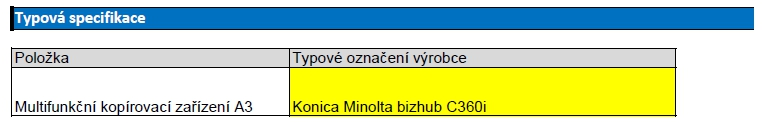 Typová specifikace
Položka Typové označení výrobce
Multifunkční kopírovací zařízení A3 Konica Minolta bizhub C360i